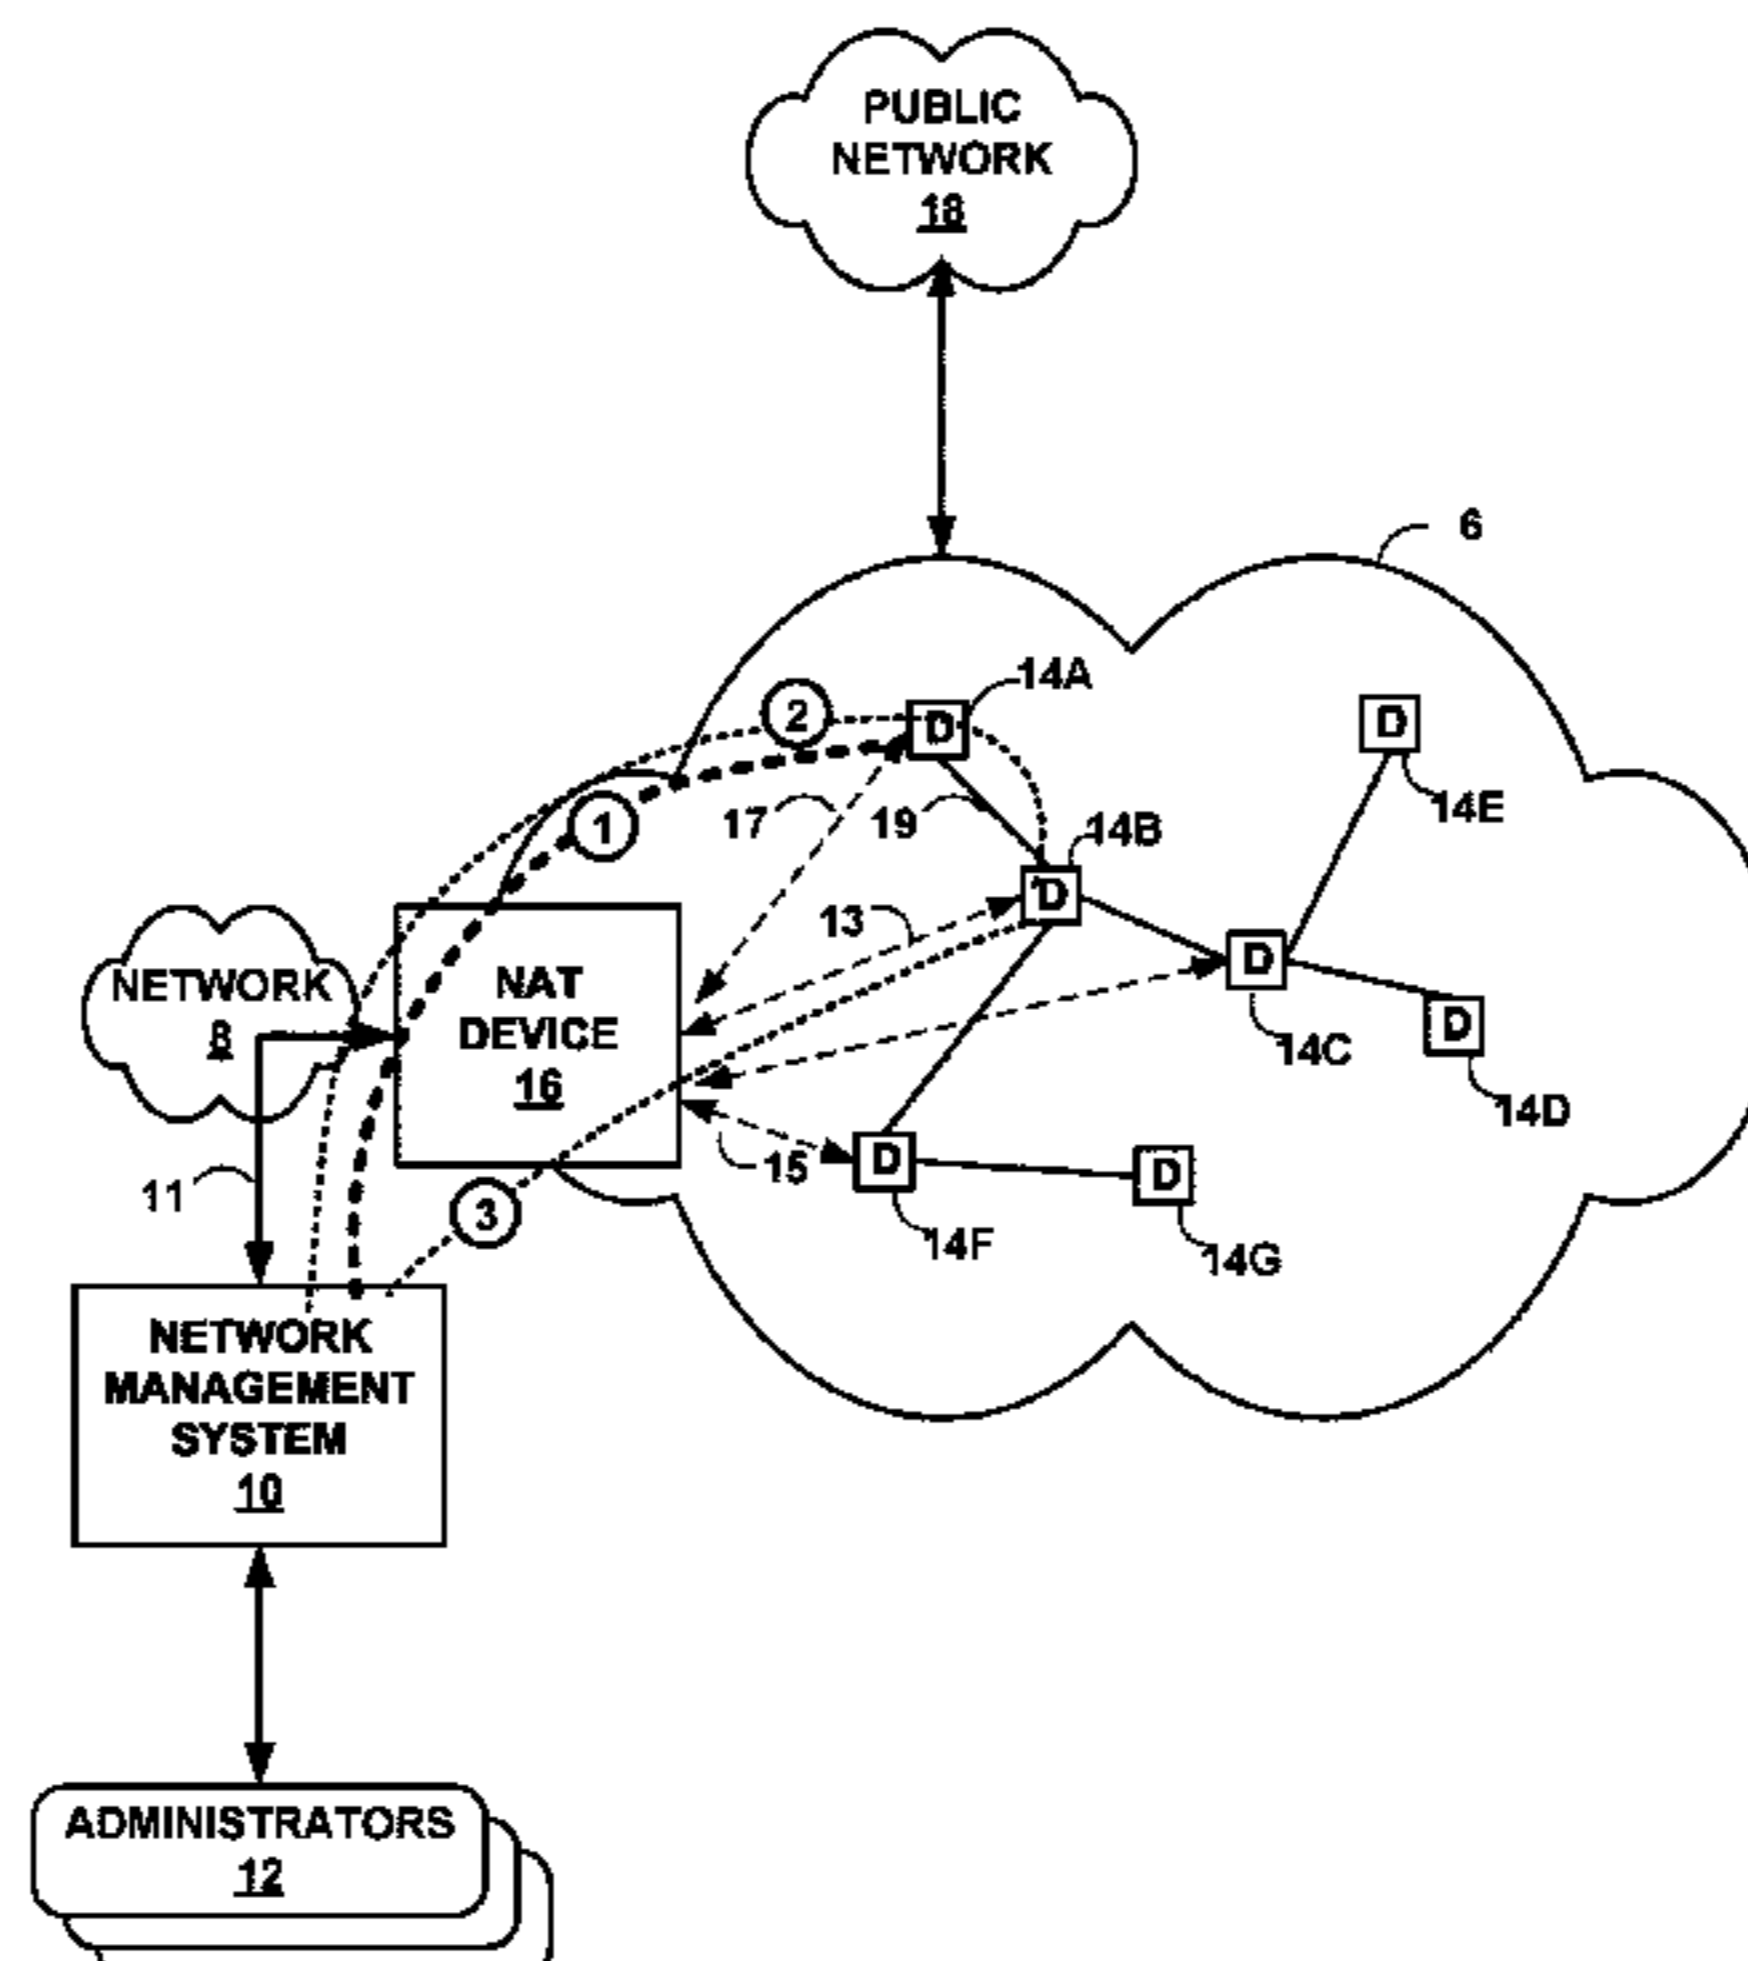 PUBLIC
NETWORK
18
6
14A
2
D
D
14E
1
17
19
14B
D
13
NETWORK
8
NAT
DEVICE
16
D
14C
D
14D
11
3
15
D
D
14F
14G
NETWORK
MANAGEMENT
SYSTEM
10
ADMINISTRATORS
12